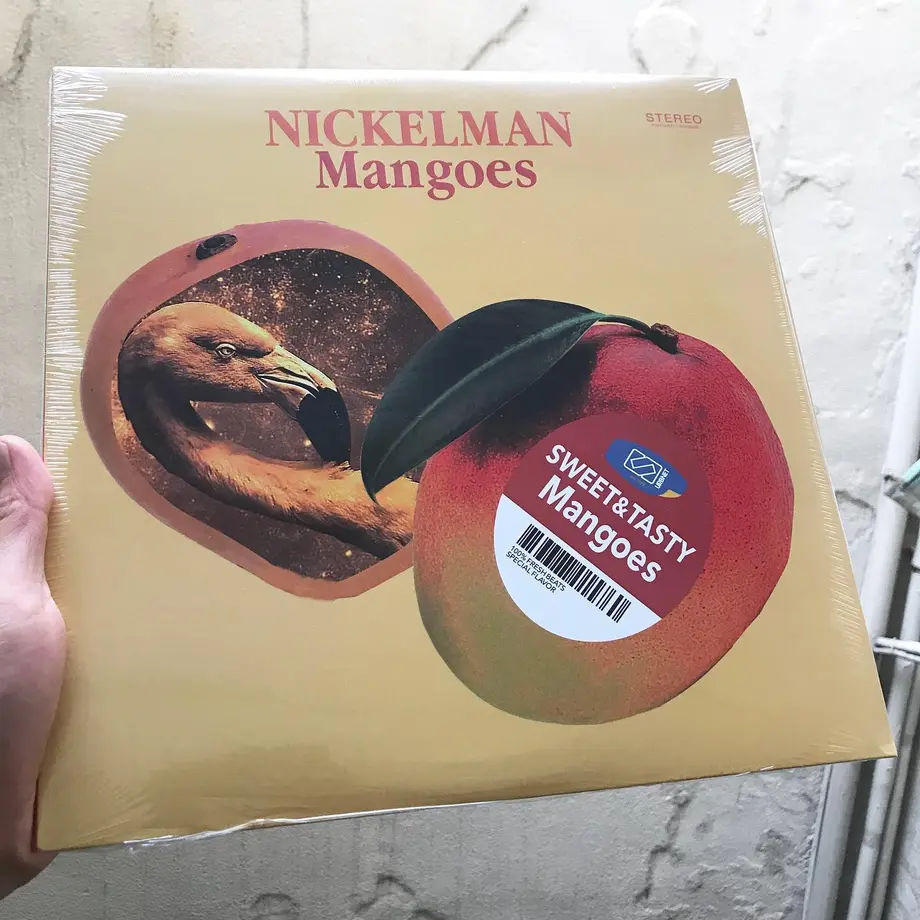 NICKELMAN
Mangoes
STEREO
SWEET&TASTY
Mangoes
100% FRESH BEATS
SPECIAL FLAVOR